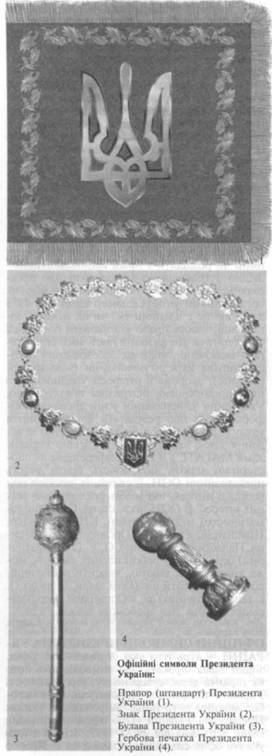 1
2
3
4
Офіційні символи Президента
України:
Прапор (штандарт) Президента
України (1).
Знак Президента України (2).
Булава Президента України (3).
Гербова печатка Президента
України (4).